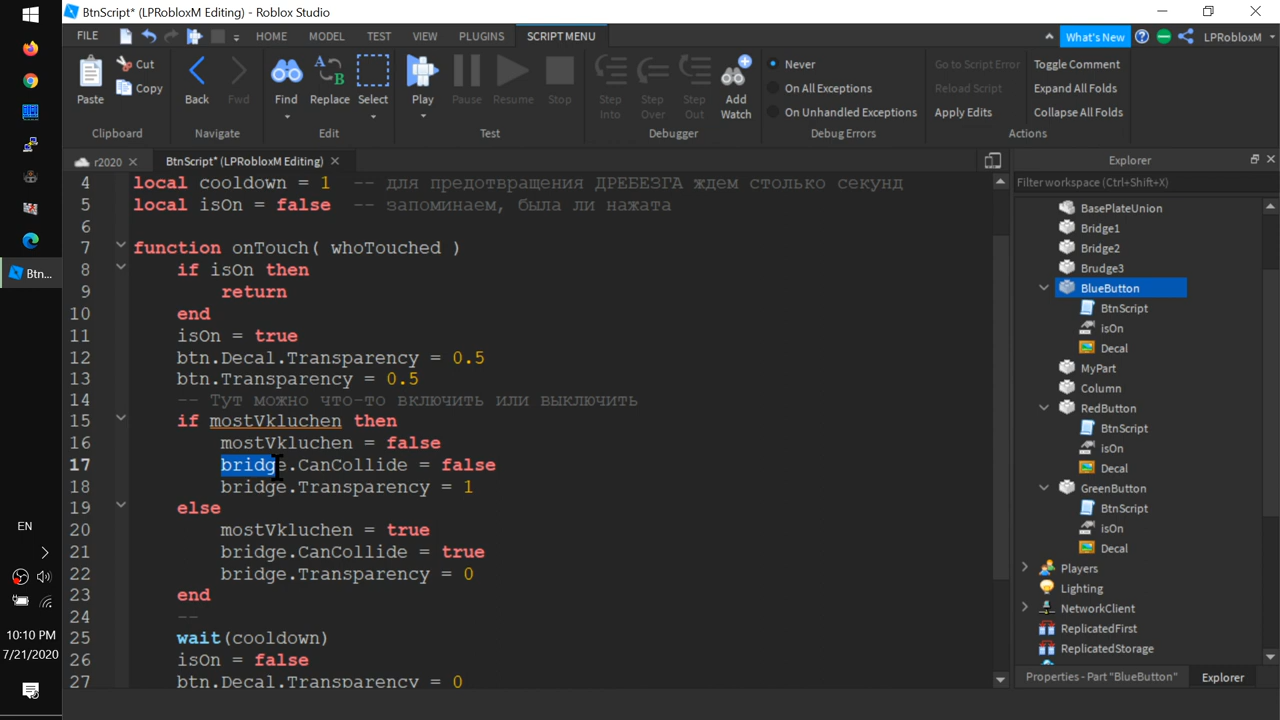 BtnScript* (LPRobloxM Editing) - Roblox Studio
FILE HOME MODEL TEST VIEW PLUGINS SCRIPT MENU What's New LPRobloxM
Paste Cut Copy
Clipboard
Back Fwd
Navigate
Find Replace Select
Edit
Play Pause Resume Stop
Test
Step Into Step Over Step Out Add Watch
Debugger
Never
On All Exceptions
On Unhandled Exceptions
Debug Errors
Go to Script Error Toggle Comment
Reload Script Expand All Folds
Apply Edits Collapse All Folds
Actions
r2020 BtnScript* (LPRobloxM Editing)
4 local cooldown = 1 -- для предотвращения ДРЕБЕЗГА ждем столько секунд
5 local isOn = false -- запоминаем, была ли нажата
6
7 function onTouch( whoTouched )
8 if isOn then
9 return
10 end
11 isOn = true
12 btn.Decal.Transparency = 0.5
13 btn.Transparency = 0.5
14 -- Тут можно что-то включить или выключить
15 if mostVkluchen then
16 mostVkluchen = false
17 bridge.CanCollide = false
18 bridge.Transparency = 1
19 else
20 mostVkluchen = true
21 bridge.CanCollide = true
22 bridge.Transparency = 0
23 end
24 --
25 wait(cooldown)
26 isOn = false
27 btn.Decal.Transparency = 0
Explorer
Filter workspace (Ctrl+Shift+X)
BasePlateUnion
Bridge1
Bridge2
Brudge3
BlueButton
BtnScript
isOn
Decal
MyPart
Column
RedButton
BtnScript
isOn
Decal
GreenButton
BtnScript
isOn
Decal
Players
Lighting
NetworkClient
ReplicatedFirst
ReplicatedStorage
Properties - Part "BlueButton" Explorer
Btn...
EN
10:10 PM
7/21/2020